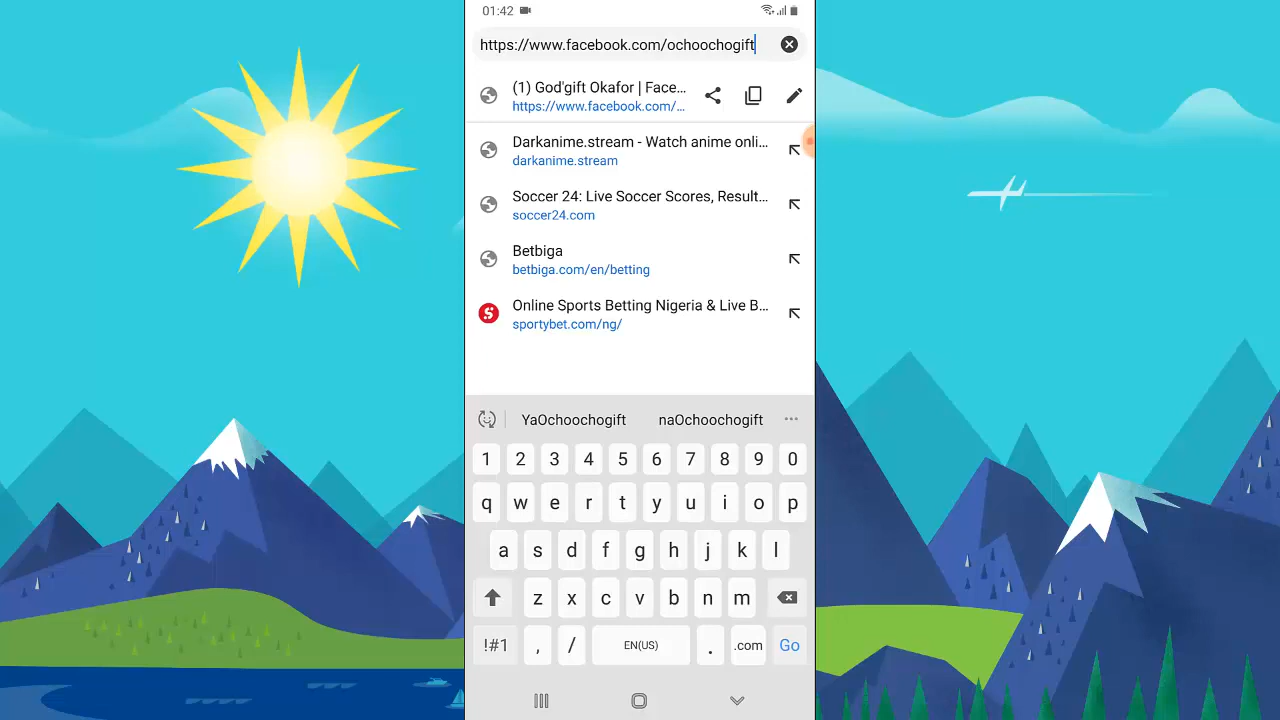 01:42
https://www.facebook.com/ochoochogift
(1) God'gift Okafor | Face...
https://www.facebook.com/...
Darkanime.stream - Watch anime onli...
darkanime.stream
Soccer 24: Live Soccer Scores, Result...
soccer24.com
Betbiga
betbiga.com/en/betting
Online Sports Betting Nigeria & Live B...
sportybet.com/ng/
YaOchoochogift naOchoochogift ...
1 2 3 4 5 6 7 8 9 0
q w e r t y u i o p
a s d f g h j k l
z x c v b n m
!#1 , / EN(US) . .com Go